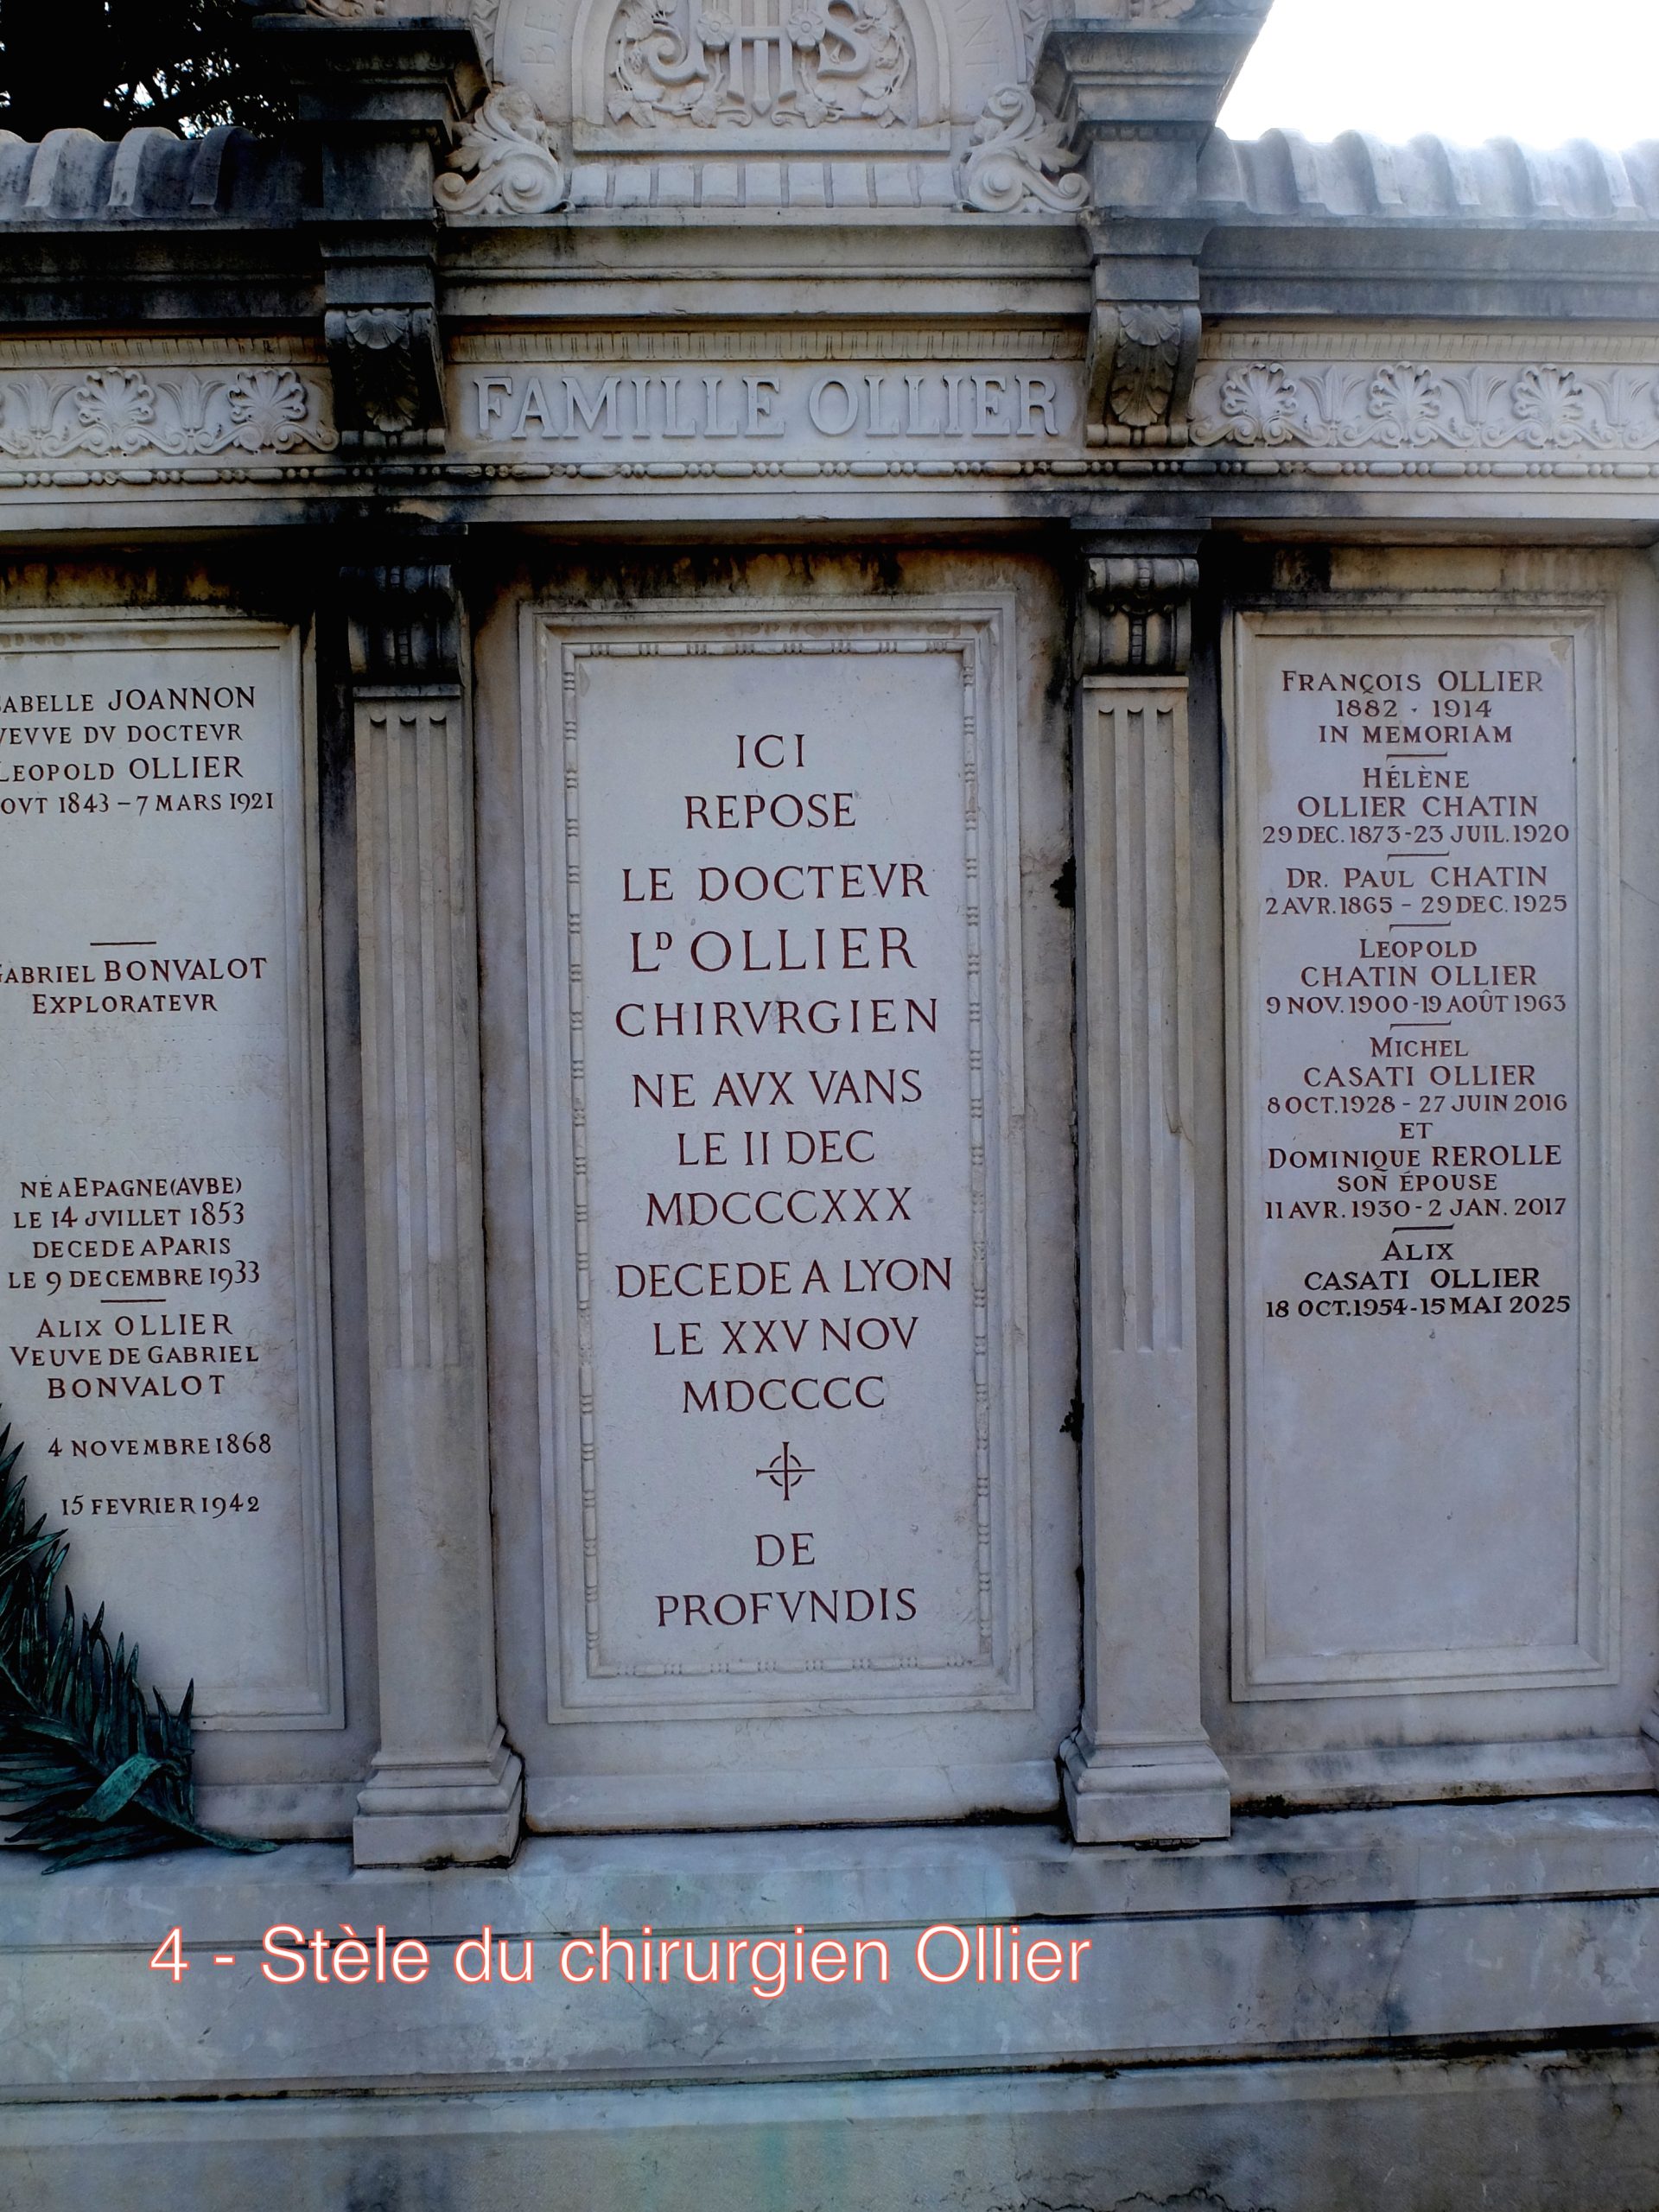 JHS
FAMILLE OLLIER
JOANNON
VEVVE DV DOCTEVR
LEOPOLD OLLIER
1843 – 7 MARS 1921
GABRIEL BONVALOT
EXPLORATEVR
NÉ A EPAGNE (AVBE)
LE 14 JVILLET 1853
DECEDE A PARIS
LE 9 DECEMBRE 1933
ALIX OLLIER
VEUVE DE GABRIEL
BONVALOT
4 NOVEMBRE 1868
15 FEVRIER 1942
ICI
REPOSE
LE DOCTEVR
LD OLLIER
CHIRVRGIEN
NE AVX VANS
LE II DEC
MDCCCXXX
DECEDE A LYON
LE XXV NOV
MDCCCC
DE
PROFVNDIS
FRANÇOIS OLLIER
1882 · 1914
IN MEMORIAM
HÉLÈNE
OLLIER CHATIN
29 DEC. 1873 - 23 JUIL. 1920
DR. PAUL CHATIN
2 AVR. 1865 - 29 DEC. 1925
LEOPOLD
CHATIN OLLIER
9 NOV. 1900 - 19 AOÛT 1963
MICHEL
CASATI OLLIER
8 OCT. 1928 - 27 JUIN 2016
ET
DOMINIQUE REROLLE
SON ÉPOUSE
11 AVR. 1930 - 2 JAN. 2017
ALIX
CASATI OLLIER
18 OCT. 1954 - 15 MAI 2025
4 - Stèle du chirurgien Ollier